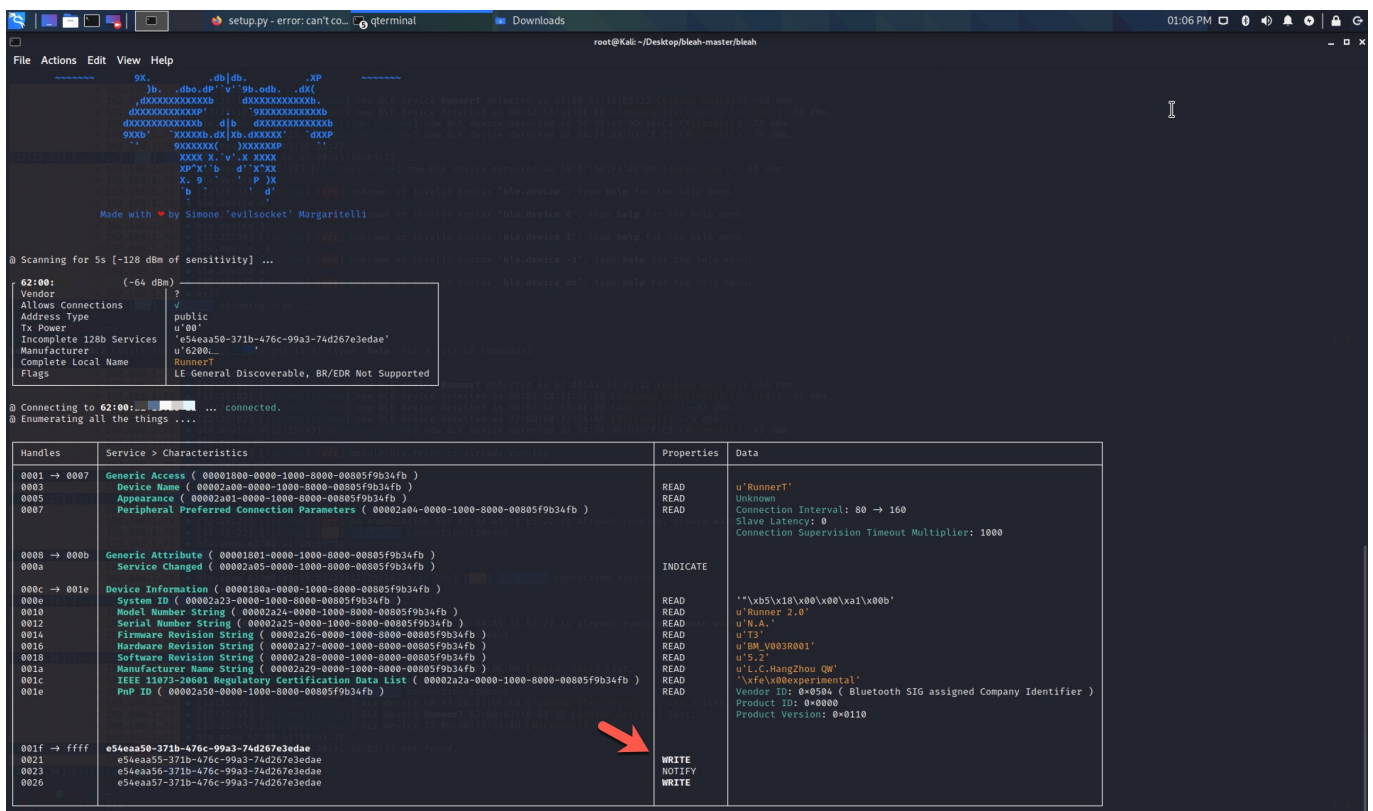 setup.py - error: can't co...
qterminal
Downloads
01:06 PM
root@Kali: ~/Desktop/bleah-master/bleah
File Actions Edit View Help
Made with ❤ by Simone 'evilsocket' Margaritelli
@ Scanning for 5s [-128 dBm of sensitivity] ...
62:00: (-64 dBm)
Vendor ?
Allows Connections √
Address Type public
Tx Power u'00'
Incomplete 128b Services 'e54eaa50-371b-476c-99a3-74d267e3edae'
Manufacturer u'6200: '
Complete Local Name RunnerT
Flags LE General Discoverable, BR/EDR Not Supported
@ Connecting to 62:00: ... connected.
@ Enumerating all the things ....
Handles Service > Characteristics Properties Data
0001 → 0007 Generic Access ( 00001800-0000-1000-8000-00805f9b34fb )
0003 Device Name ( 00002a00-0000-1000-8000-00805f9b34fb ) READ u'RunnerT'
0005 Appearance ( 00002a01-0000-1000-8000-00805f9b34fb ) READ Unknown
0007 Peripheral Preferred Connection Parameters ( 00002a04-0000-1000-8000-00805f9b34fb ) READ Connection Interval: 80 → 160
Slave Latency: 0
Connection Supervision Timeout Multiplier: 1000
0008 → 000b Generic Attribute ( 00001801-0000-1000-8000-00805f9b34fb )
000a Service Changed ( 00002a05-0000-1000-8000-00805f9b34fb ) INDICATE
000c → 001e Device Information ( 0000180a-0000-1000-8000-00805f9b34fb )
000e System ID ( 00002a23-0000-1000-8000-00805f9b34fb ) READ '"\xb5\x18\x00\x00\xa1\x00b'
0010 Model Number String ( 00002a24-0000-1000-8000-00805f9b34fb ) READ u'Runner 2.0'
0012 Serial Number String ( 00002a25-0000-1000-8000-00805f9b34fb ) READ u'N.A.'
0014 Firmware Revision String ( 00002a26-0000-1000-8000-00805f9b34fb ) READ u'T3'
0016 Hardware Revision String ( 00002a27-0000-1000-8000-00805f9b34fb ) READ u'BM_V003R001'
0018 Software Revision String ( 00002a28-0000-1000-8000-00805f9b34fb ) READ u'5.2'
001a Manufacturer Name String ( 00002a29-0000-1000-8000-00805f9b34fb ) READ u'L.C.HangZhou QW'
001c IEEE 11073-20601 Regulatory Certification Data List ( 00002a2a-0000-1000-8000-00805f9b34fb ) READ '\xfe\x00experimental'
001e PnP ID ( 00002a50-0000-1000-8000-00805f9b34fb ) READ Vendor ID: 0×0504 ( Bluetooth SIG assigned Company Identifier )
Product ID: 0×0000
Product Version: 0×0110
001f → ffff e54eaa50-371b-476c-99a3-74d267e3edae
0021 e54eaa55-371b-476c-99a3-74d267e3edae WRITE
0023 e54eaa56-371b-476c-99a3-74d267e3edae NOTIFY
0026 e54eaa57-371b-476c-99a3-74d267e3edae WRITE